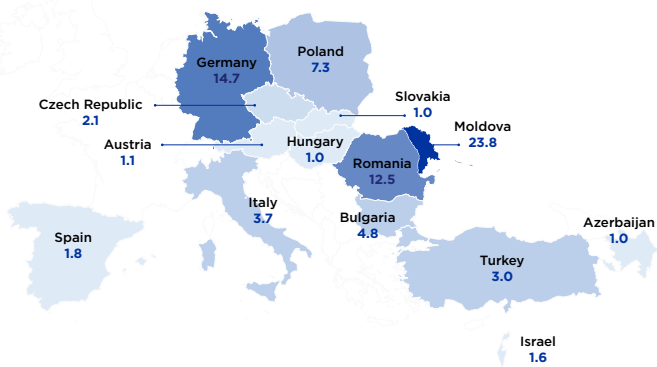 Poland
7.3
Germany
14.7
Czech Republic
2.1
Slovakia
1.0
Moldova
23.8
Austria
1.1
Hungary
1.0
Romania
12.5
Italy
3.7
Bulgaria
4.8
Spain
1.8
Azerbaijan
1.0
Turkey
3.0
Israel
1.6